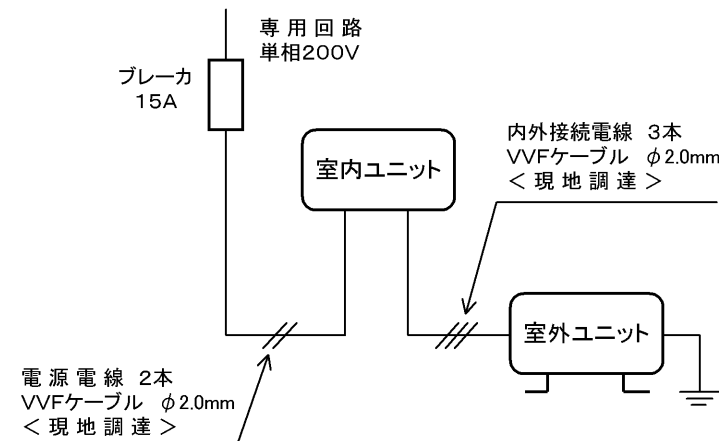 専用回路
単相200V
ブレーカ
15A
室内ユニット
内外接続電線 3本
VVFケーブル φ2.0mm
＜現地調達＞
室外ユニット
電源電線 2本
VVFケーブル φ2.0mm
＜現地調達＞